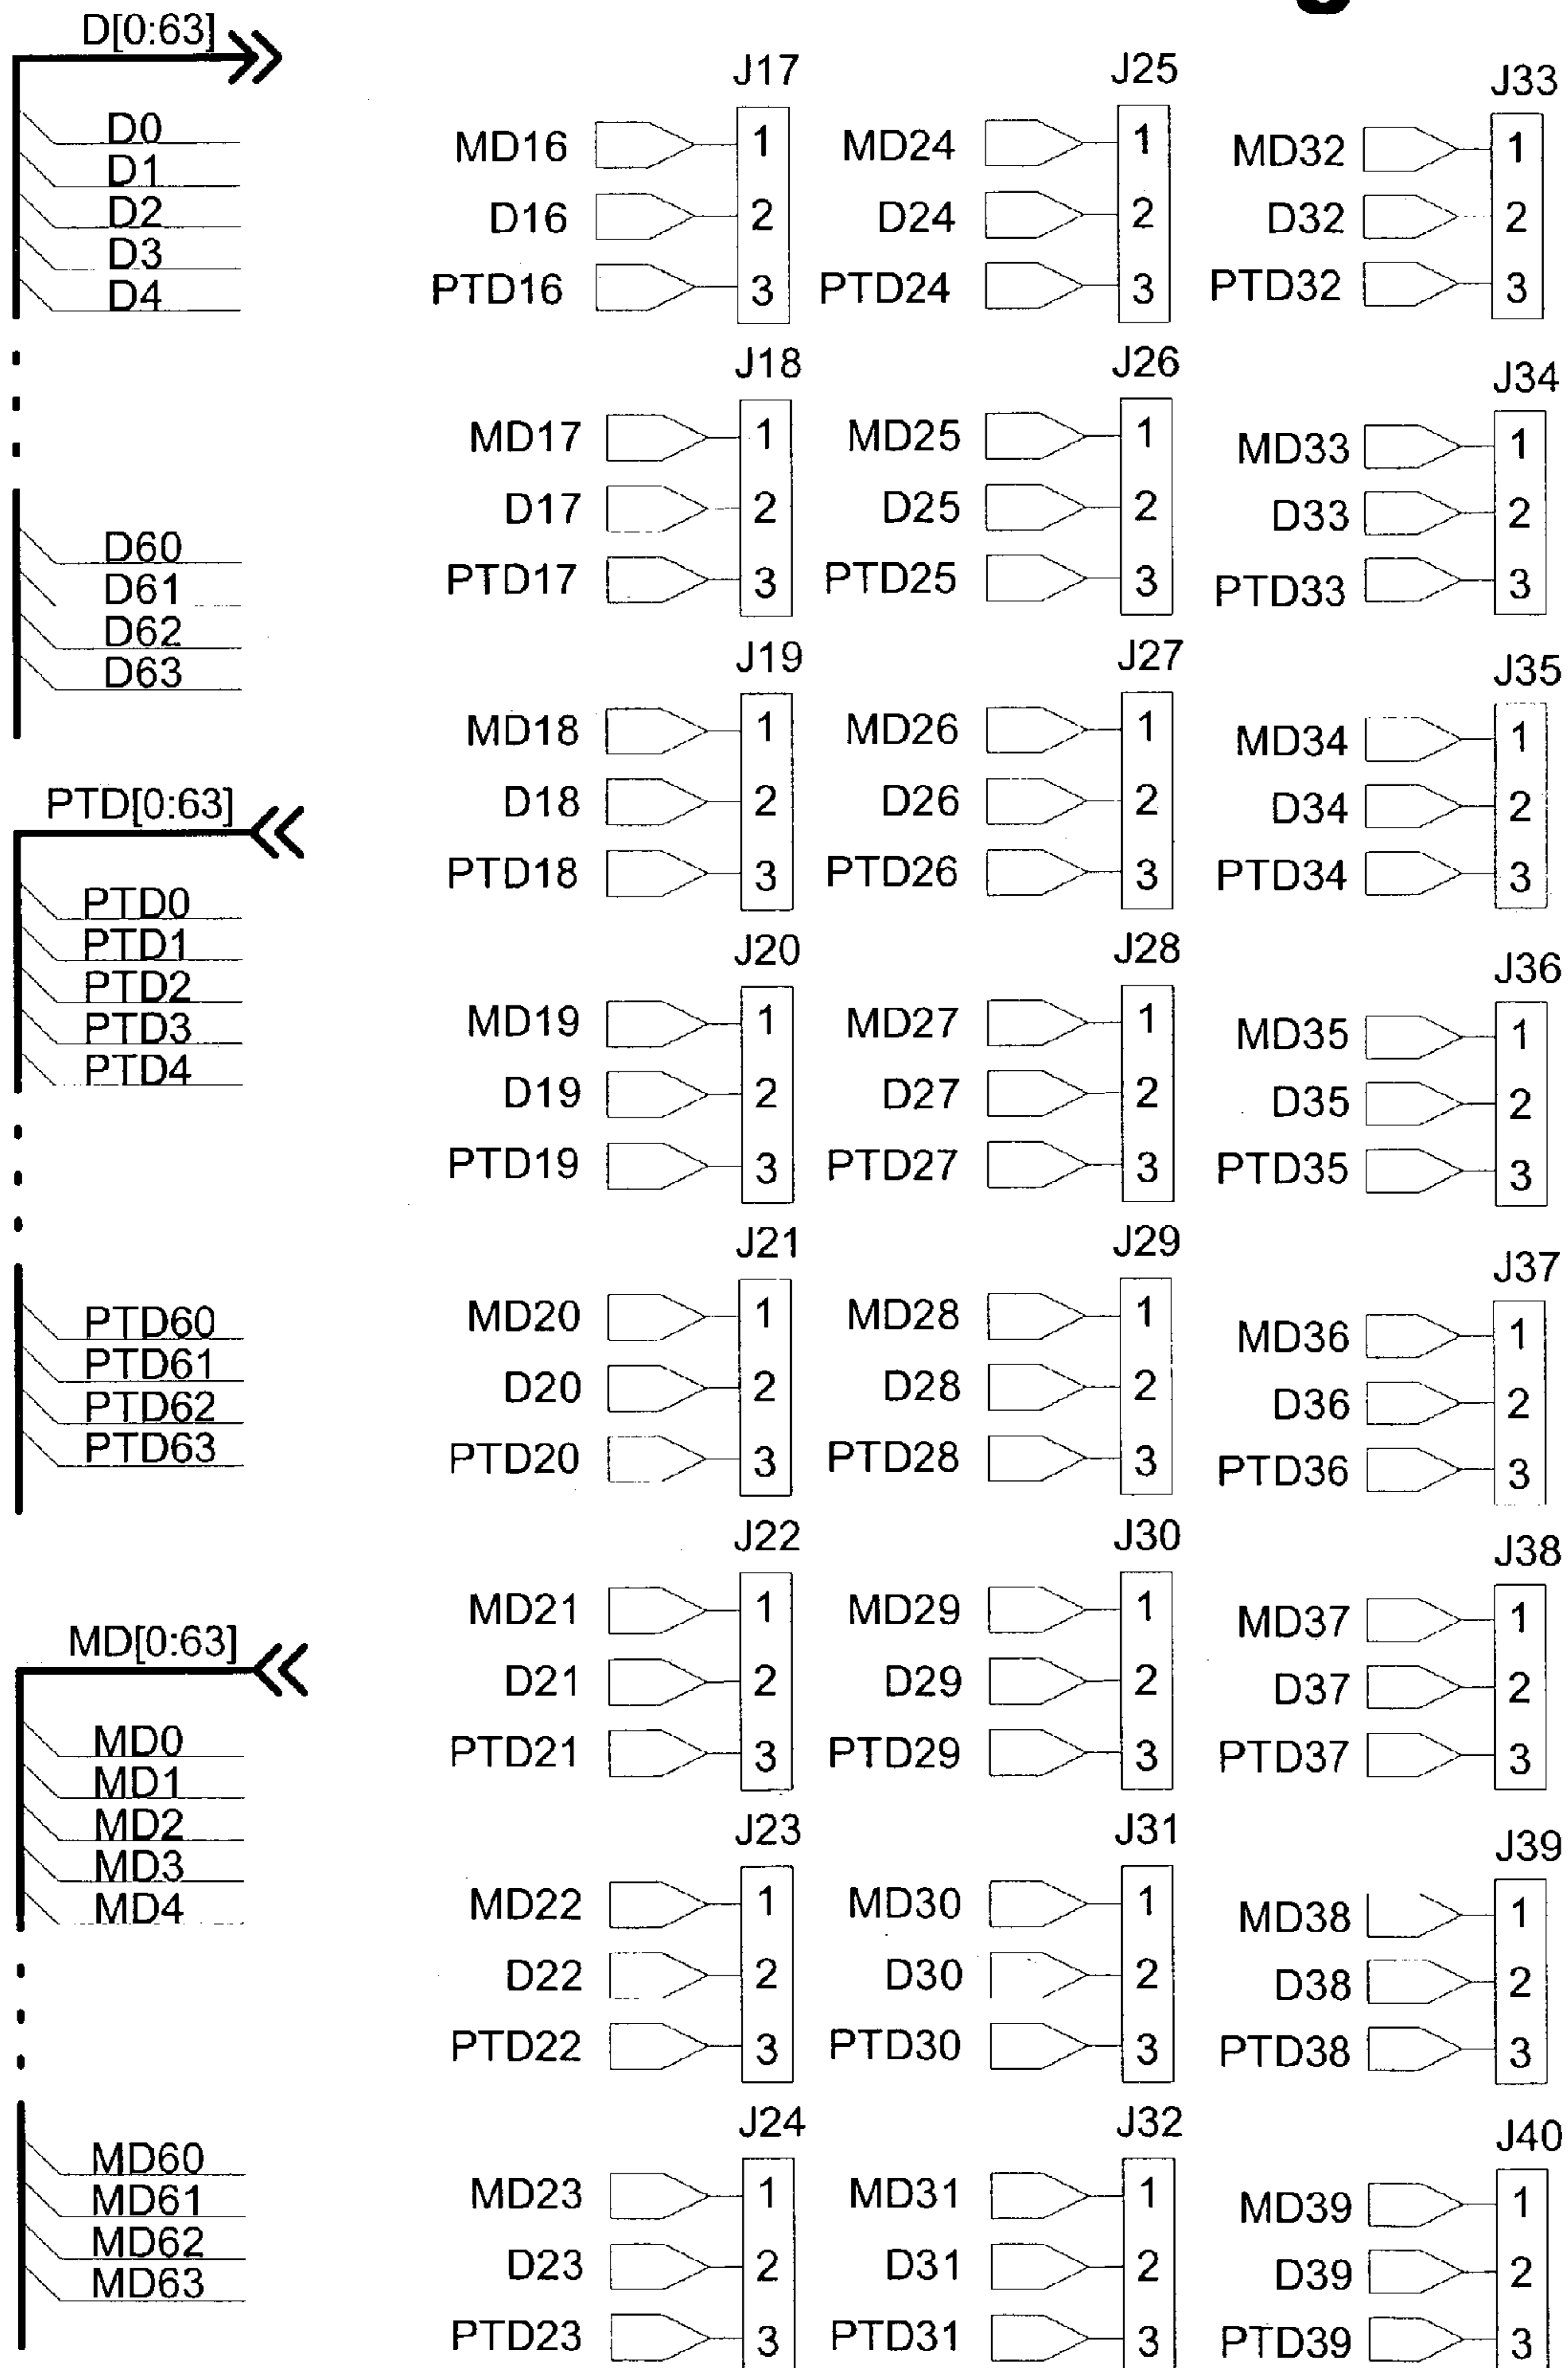 D[0:63]
D0
D1
D2
D3
D4
D60
D61
D62
D63
PTD[0:63]
PTD0
PTD1
PTD2
PTD3
PTD4
PTD60
PTD61
PTD62
PTD63
MD[0:63]
MD0
MD1
MD2
MD3
MD4
MD60
MD61
MD62
MD63
J17
MD16 1
D16 2
PTD16 3
J18
MD17 1
D17 2
PTD17 3
J19
MD18 1
D18 2
PTD18 3
J20
MD19 1
D19 2
PTD19 3
J21
MD20 1
D20 2
PTD20 3
J22
MD21 1
D21 2
PTD21 3
J23
MD22 1
D22 2
PTD22 3
J24
MD23 1
D23 2
PTD23 3
J25
MD24 1
D24 2
PTD24 3
J26
MD25 1
D25 2
PTD25 3
J27
MD26 1
D26 2
PTD26 3
J28
MD27 1
D27 2
PTD27 3
J29
MD28 1
D28 2
PTD28 3
J30
MD29 1
D29 2
PTD29 3
J31
MD30 1
D30 2
PTD30 3
J32
MD31 1
D31 2
PTD31 3
J33
MD32 1
D32 2
PTD32 3
J34
MD33 1
D33 2
PTD33 3
J35
MD34 1
D34 2
PTD34 3
J36
MD35 1
D35 2
PTD35 3
J37
MD36 1
D36 2
PTD36 3
J38
MD37 1
D37 2
PTD37 3
J39
MD38 1
D38 2
PTD38 3
J40
MD39 1
D39 2
PTD39 3